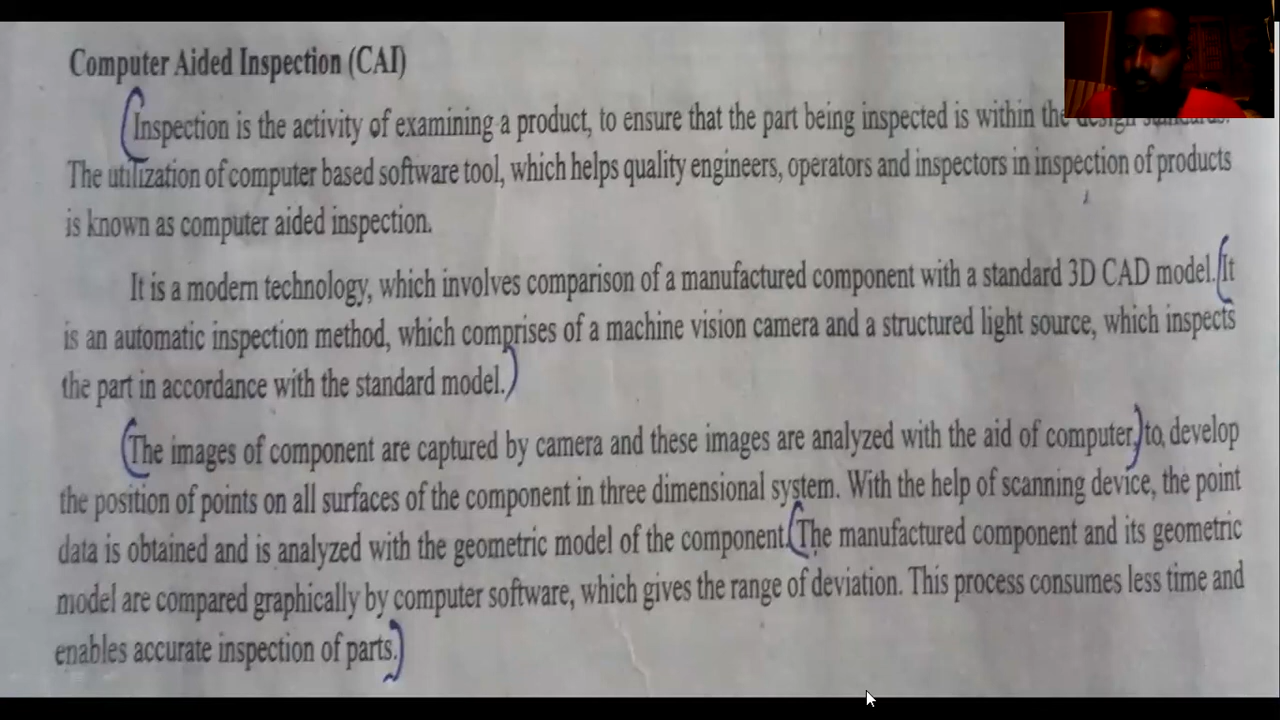 Computer Aided Inspection (CAI)
Inspection is the activity of examining a product, to ensure that the part being inspected is within the design standards.
The utilization of computer based software tool, which helps quality engineers, operators and inspectors in inspection of products
is known as computer aided inspection.
It is a modern technology, which involves comparison of a manufactured component with a standard 3D CAD model. It
is an automatic inspection method, which comprises of a machine vision camera and a structured light source, which inspects
the part in accordance with the standard model.
The images of component are captured by camera and these images are analyzed with the aid of computer, to, develop
the position of points on all surfaces of the component in three dimensional system. With the help of scanning device, the point
data is obtained and is analyzed with the geometric model of the component. The manufactured component and its geometric
model are compared graphically by computer software, which gives the range of deviation. This process consumes less time and
enables accurate inspection of parts.